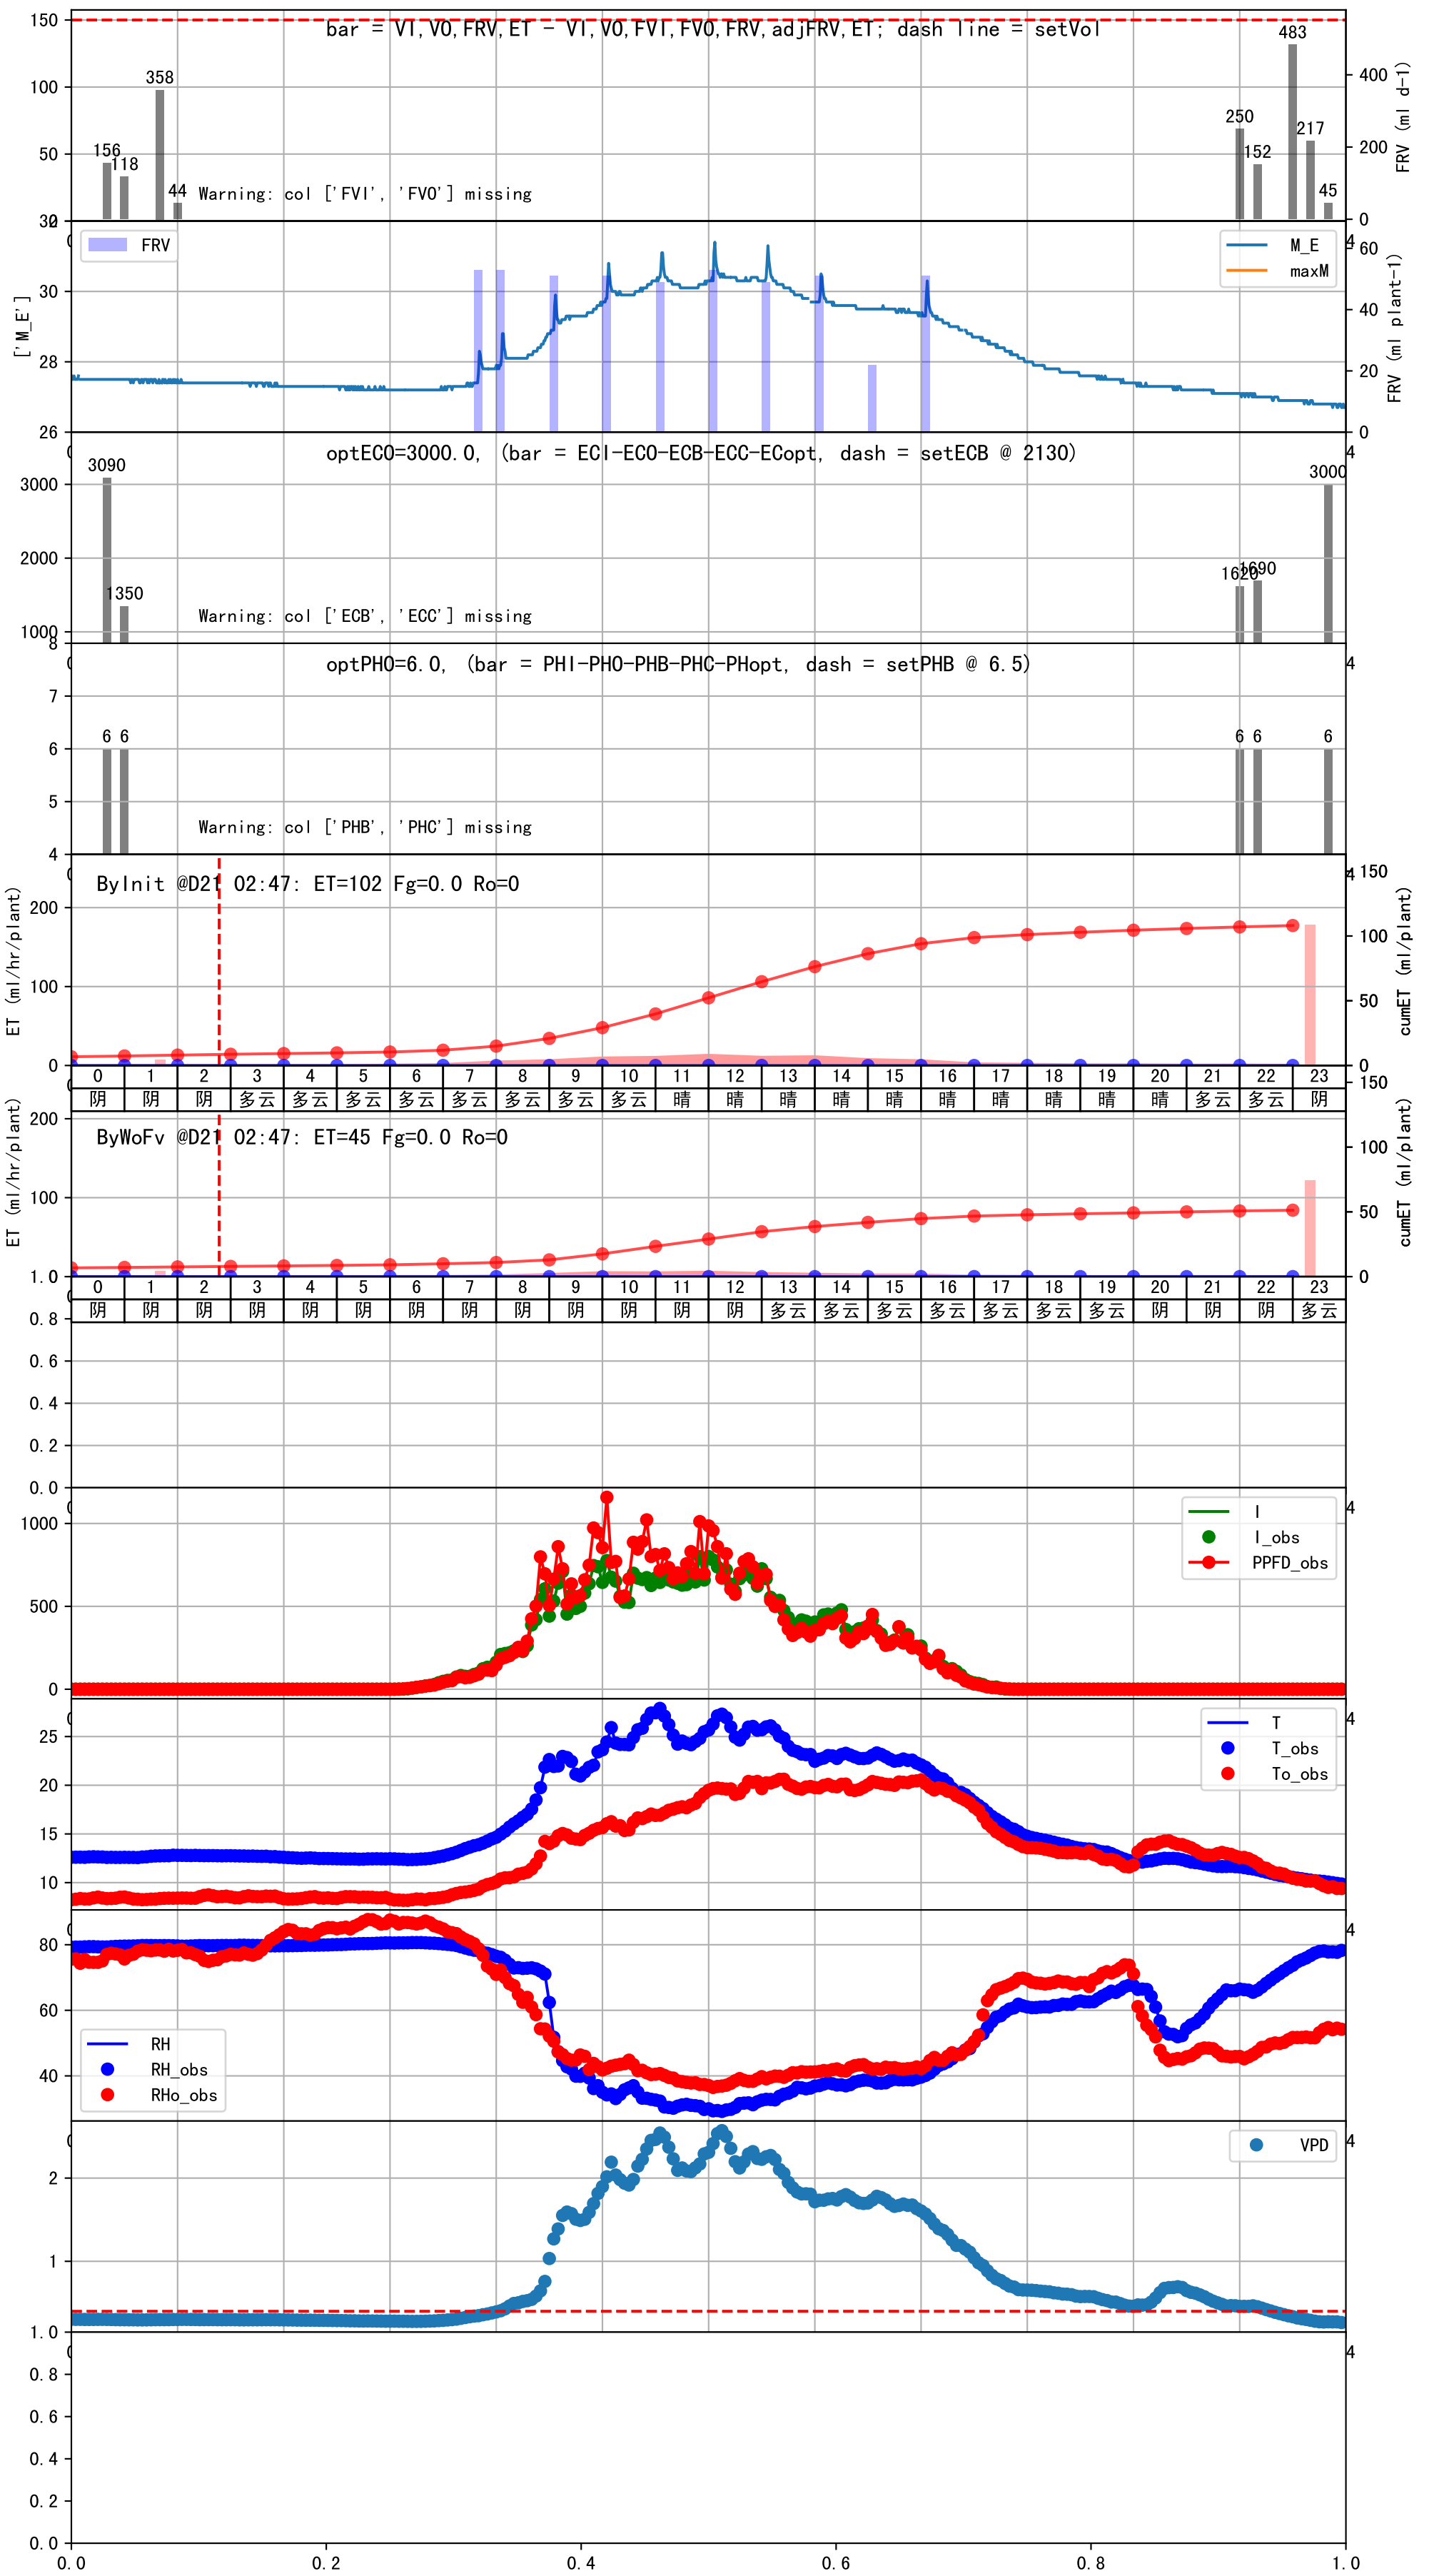 bar = VI,VO,FRV,ET - VI,VO,FVI,FVO,FRV,adjFRV,ET; dash line = setVol
150
100
50
483
358
156
118
44
250
152
217
45
400
200
0
FRV (ml d-1)
Warning: col ['FVI', 'FVO'] missing
FRV
M_E
maxM
['M_E']
30
28
26
60
40
20
0
FRV (ml plant-1)
optECO=3000.0, (bar = ECI-ECO-ECB-ECC-ECopt, dash = setECB @ 2130)
3090
1350
1620
1690
3000
3000
2000
1000
Warning: col ['ECB', 'ECC'] missing
optPHO=6.0, (bar = PHI-PHO-PHB-PHC-PHopt, dash = setPHB @ 6.5)
8
7
6
5
4
6 6
6 6
6
Warning: col ['PHB', 'PHC'] missing
ByInit @D21 02:47: ET=102 Fg=0.0 Ro=0
ET (ml/hr/plant)
200
100
0
150
100
50
0
cumET (ml/plant)
0 1 2 3 4 5 6 7 8 9 10 11 12 13 14 15 16 17 18 19 20 21 22 23
阴 阴 阴 多云 多云 多云 多云 多云 多云 多云 多云 晴 晴 晴 晴 晴 晴 晴 晴 晴 晴 多云 多云 阴
ByWoFv @D21 02:47: ET=45 Fg=0.0 Ro=0
ET (ml/hr/plant)
200
100
150
100
50
0
cumET (ml/plant)
0 1 2 3 4 5 6 7 8 9 10 11 12 13 14 15 16 17 18 19 20 21 22 23
阴 阴 阴 阴 阴 阴 阴 阴 阴 阴 阴 阴 阴 多云 多云 多云 多云 多云 多云 多云 阴 阴 阴 多云
1.0
0.8
0.6
0.4
0.2
0.0
1000
500
0
I
I_obs
PPFD_obs
25
20
15
10
T
T_obs
To_obs
80
60
40
RH
RH_obs
RHo_obs
2
1
VPD
1.0
0.8
0.6
0.4
0.2
0.0
0.0 0.2 0.4 0.6 0.8 1.0